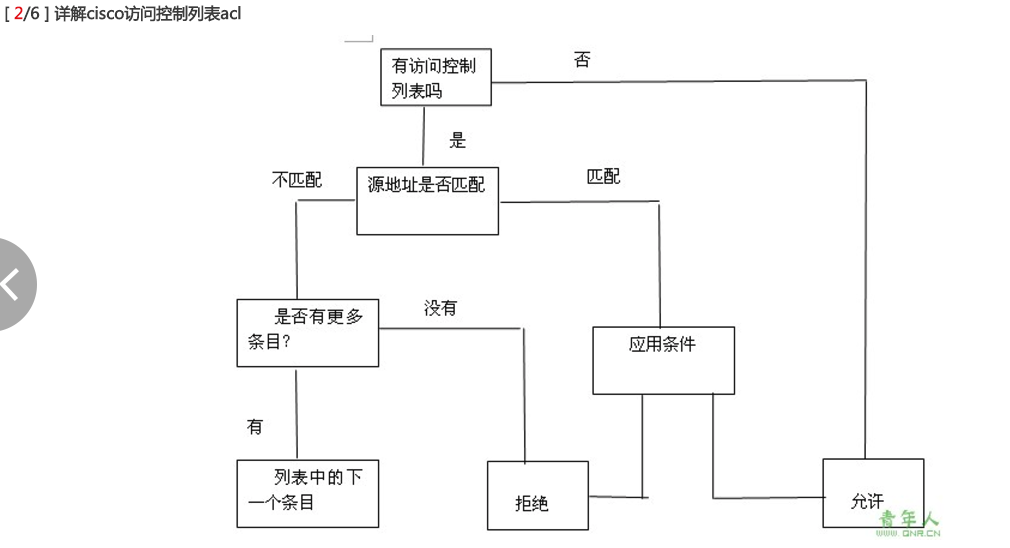 [ 2/6 ] 详解cisco访问控制列表acl
有访问控制
列表吗
否
是
不匹配
源地址是否匹配
匹配
是否有更多
条目?
没有
应用条件
有
列表中的下
一个条目
拒绝
允许
青年人
WWW.QNR.CN